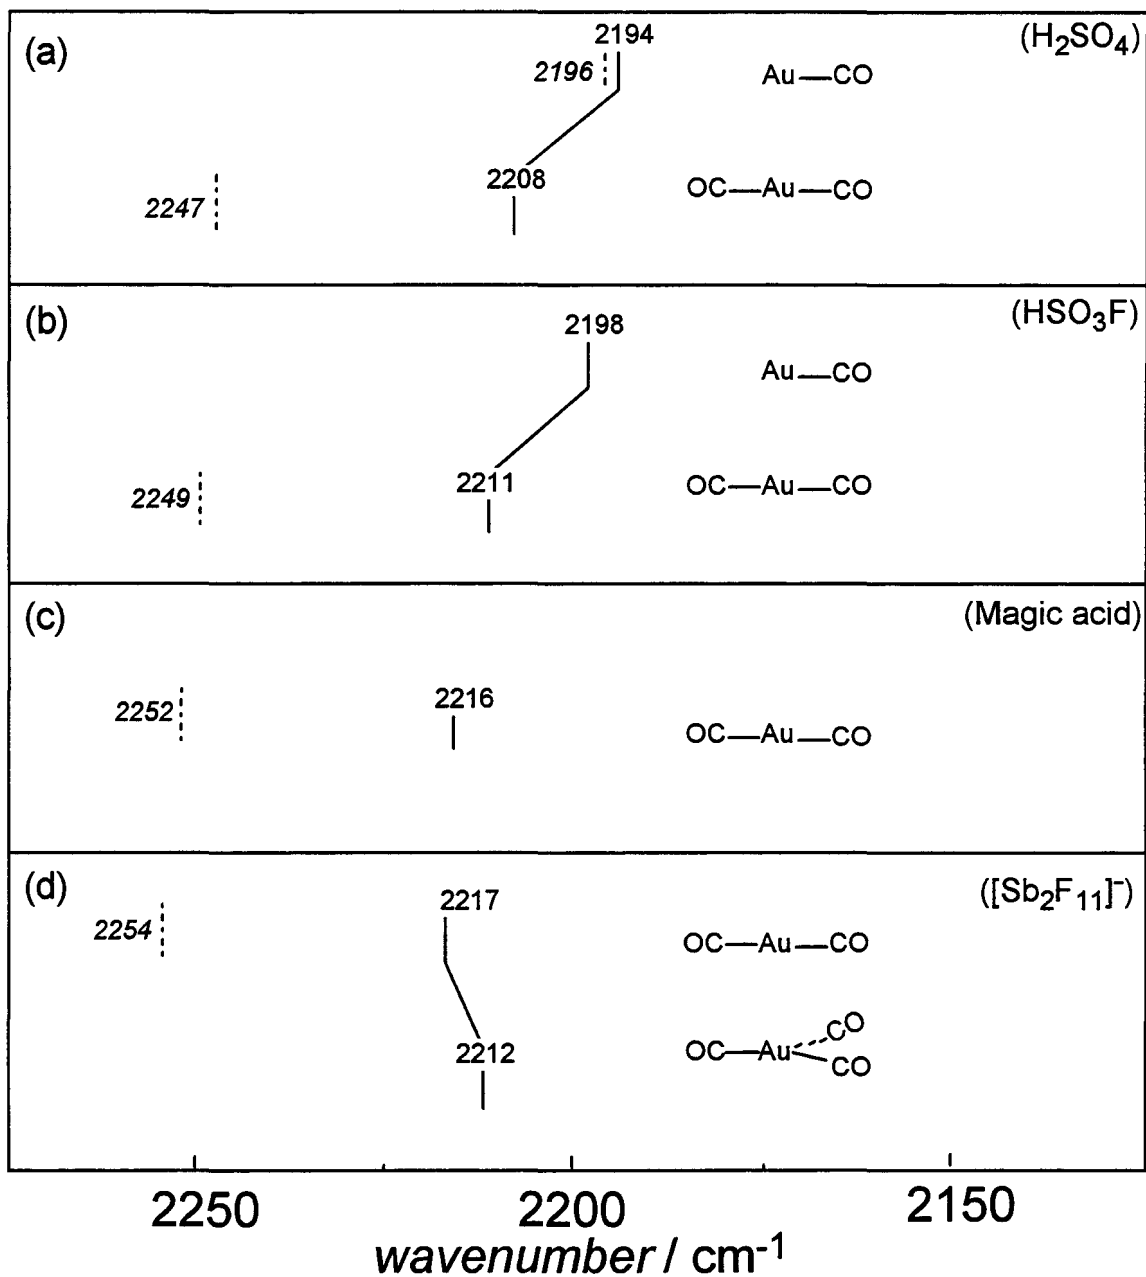 (a) 2194 (H₂SO₄)
2196 Au—CO
2208 OC—Au—CO
2247
(b) 2198 (HSO₃F)
Au—CO
2211 OC—Au—CO
2249
(c) (Magic acid)
2252 2216
OC—Au—CO
(d) 2217 ([Sb₂F₁₁]⁻)
2254 OC—Au—CO
CO
2212 OC—Au
CO
2250 2200 2150
wavenumber / cm⁻¹